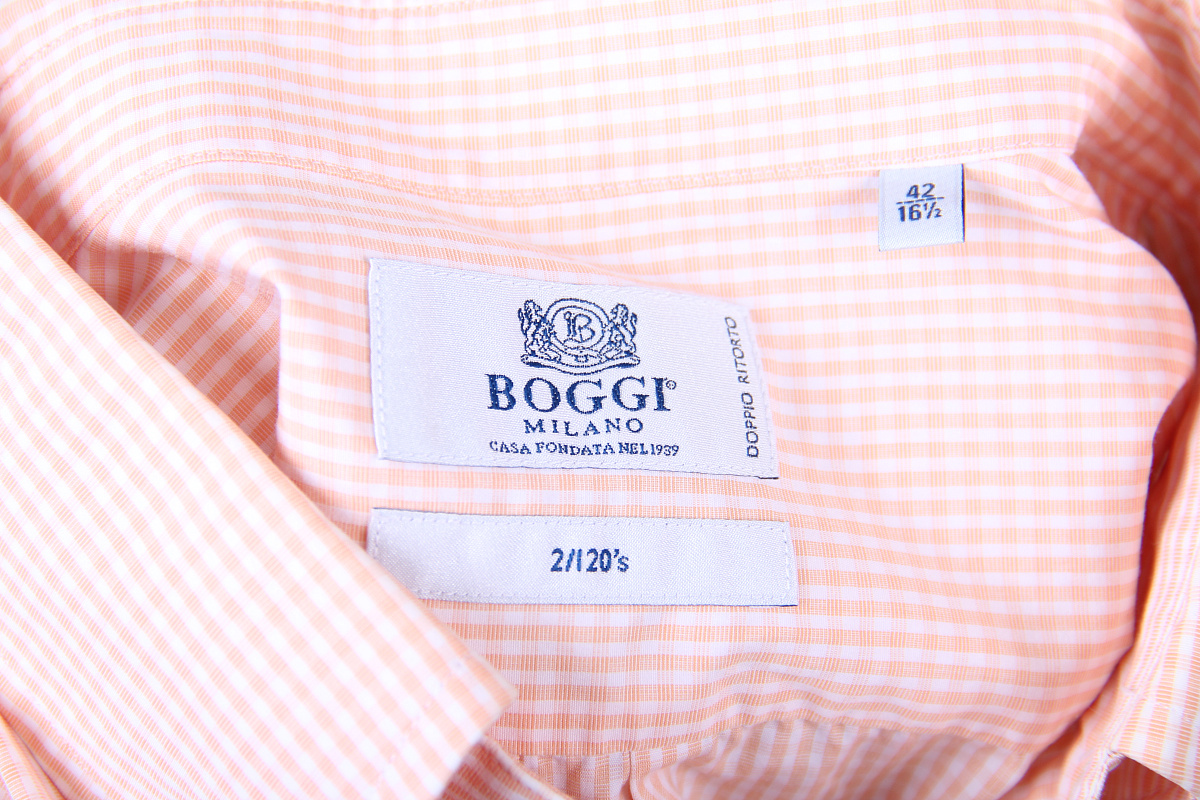 42
16½
B
BOGGI®
MILANO
CASA FONDATA NEL 1939
DOPPIO RITORTO
2/120's